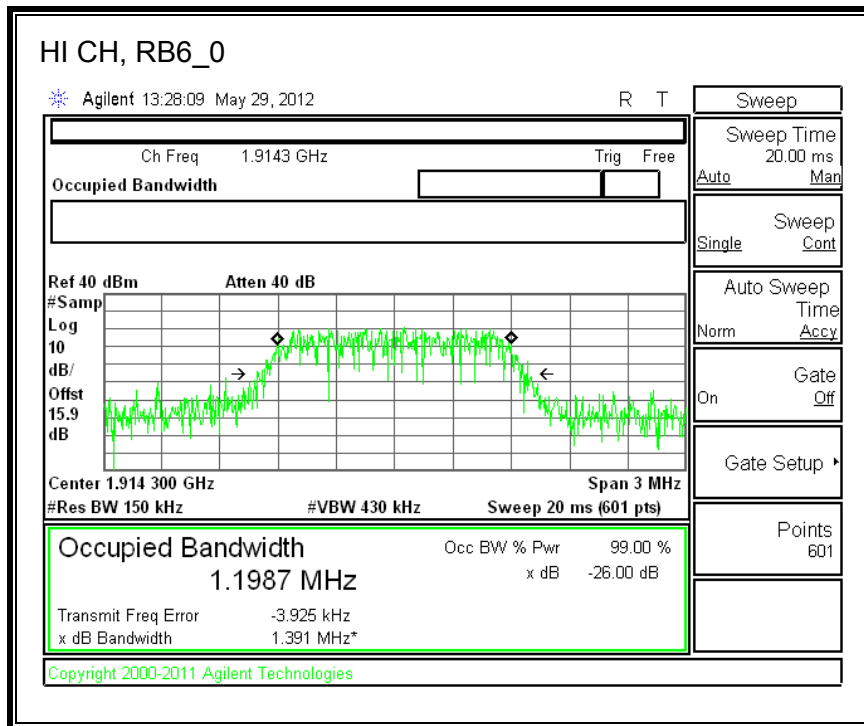 HI CH, RB6_0
Agilent 13:28:09 May 29, 2012 R T
Ch Freq 1.9143 GHz Trig Free
Occupied Bandwidth
Ref 40 dBm Atten 40 dB
#Samp
Log
10
dB/
Offst
15.9
dB
Center 1.914 300 GHz Span 3 MHz
#Res BW 150 kHz #VBW 430 kHz Sweep 20 ms (601 pts)
Occupied Bandwidth Occ BW % Pwr 99.00 %
1.1987 MHz x dB -26.00 dB
Transmit Freq Error -3.925 kHz
x dB Bandwidth 1.391 MHz*
Copyright 2000-2011 Agilent Technologies
Sweep
Sweep Time
20.00 ms
Auto Man
Sweep
Single Cont
Auto Sweep
Time
Norm Accy
Gate
On Off
Gate Setup
Points
601